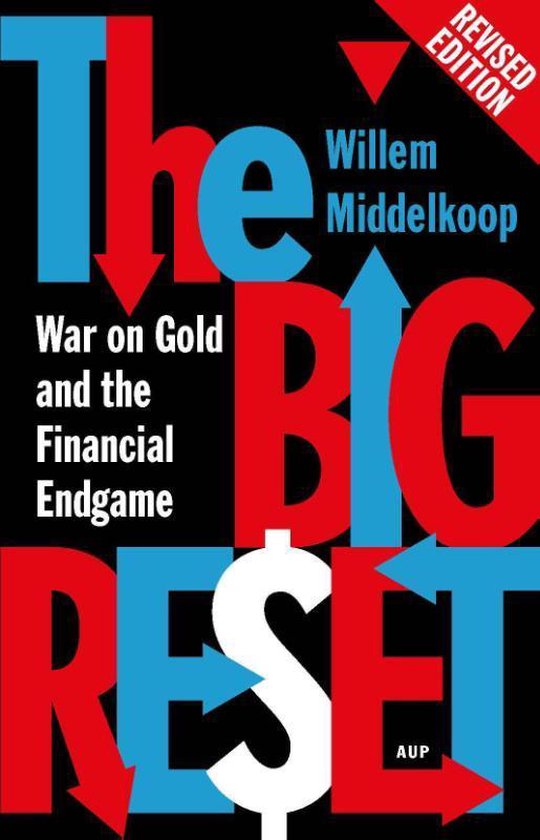 REVISED
EDITION
The
Willem
Middelkoop
War on Gold
and the
Financial
Endgame
BIG
RE$ET
AUP